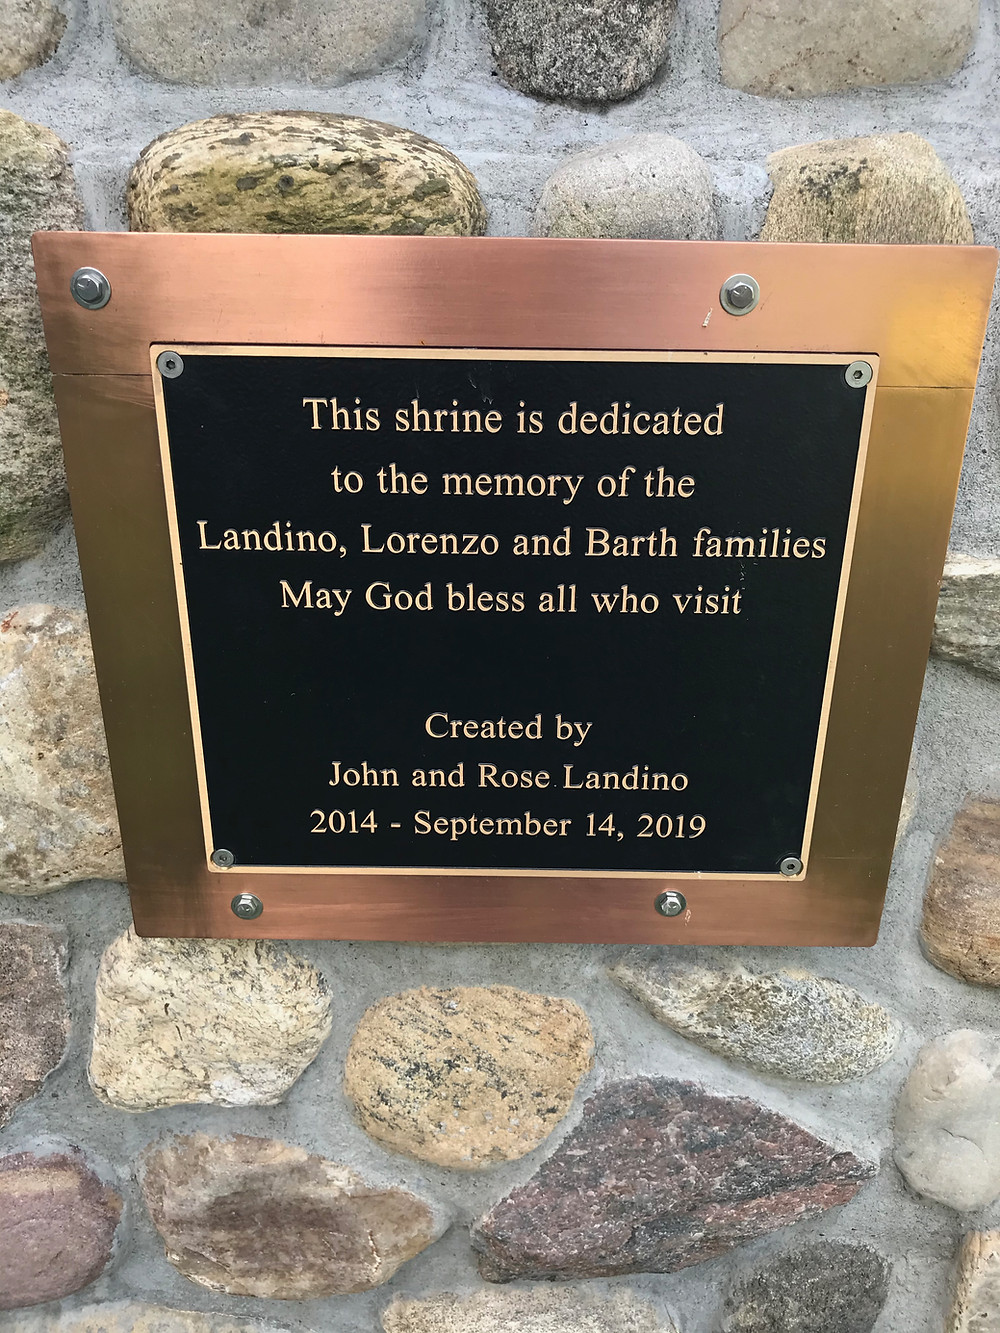 This shrine is dedicated
to the memory of the
Landino, Lorenzo and Barth families
May God bless all who visit
Created by
John and Rose Landino
2014 - September 14, 2019